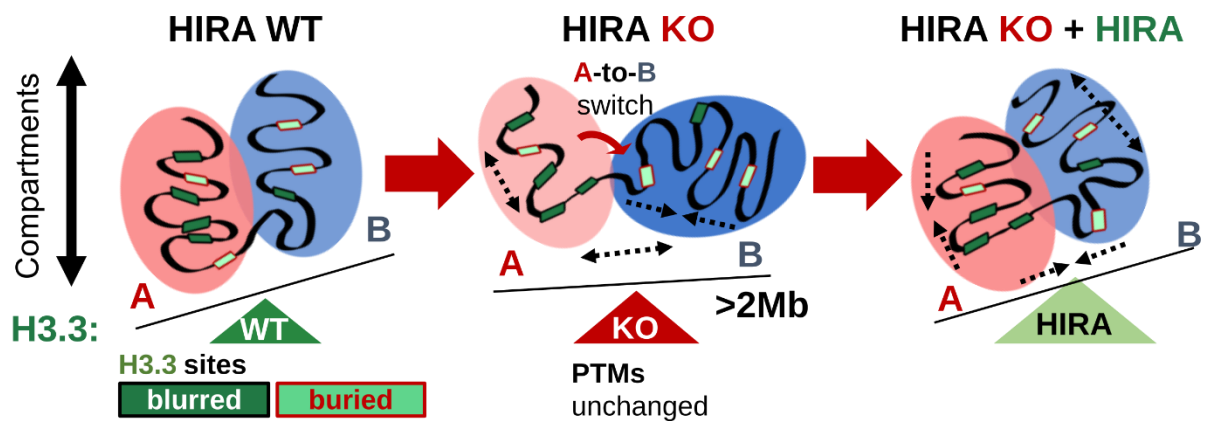 HIRA WT
HIRA KO
HIRA KO + HIRA
Compartments
A-to-B
switch
A
B
A
B
A
B
>2Mb
H3.3:
WT
KO
HIRA
H3.3 sites
blurred
buried
PTMs
unchanged